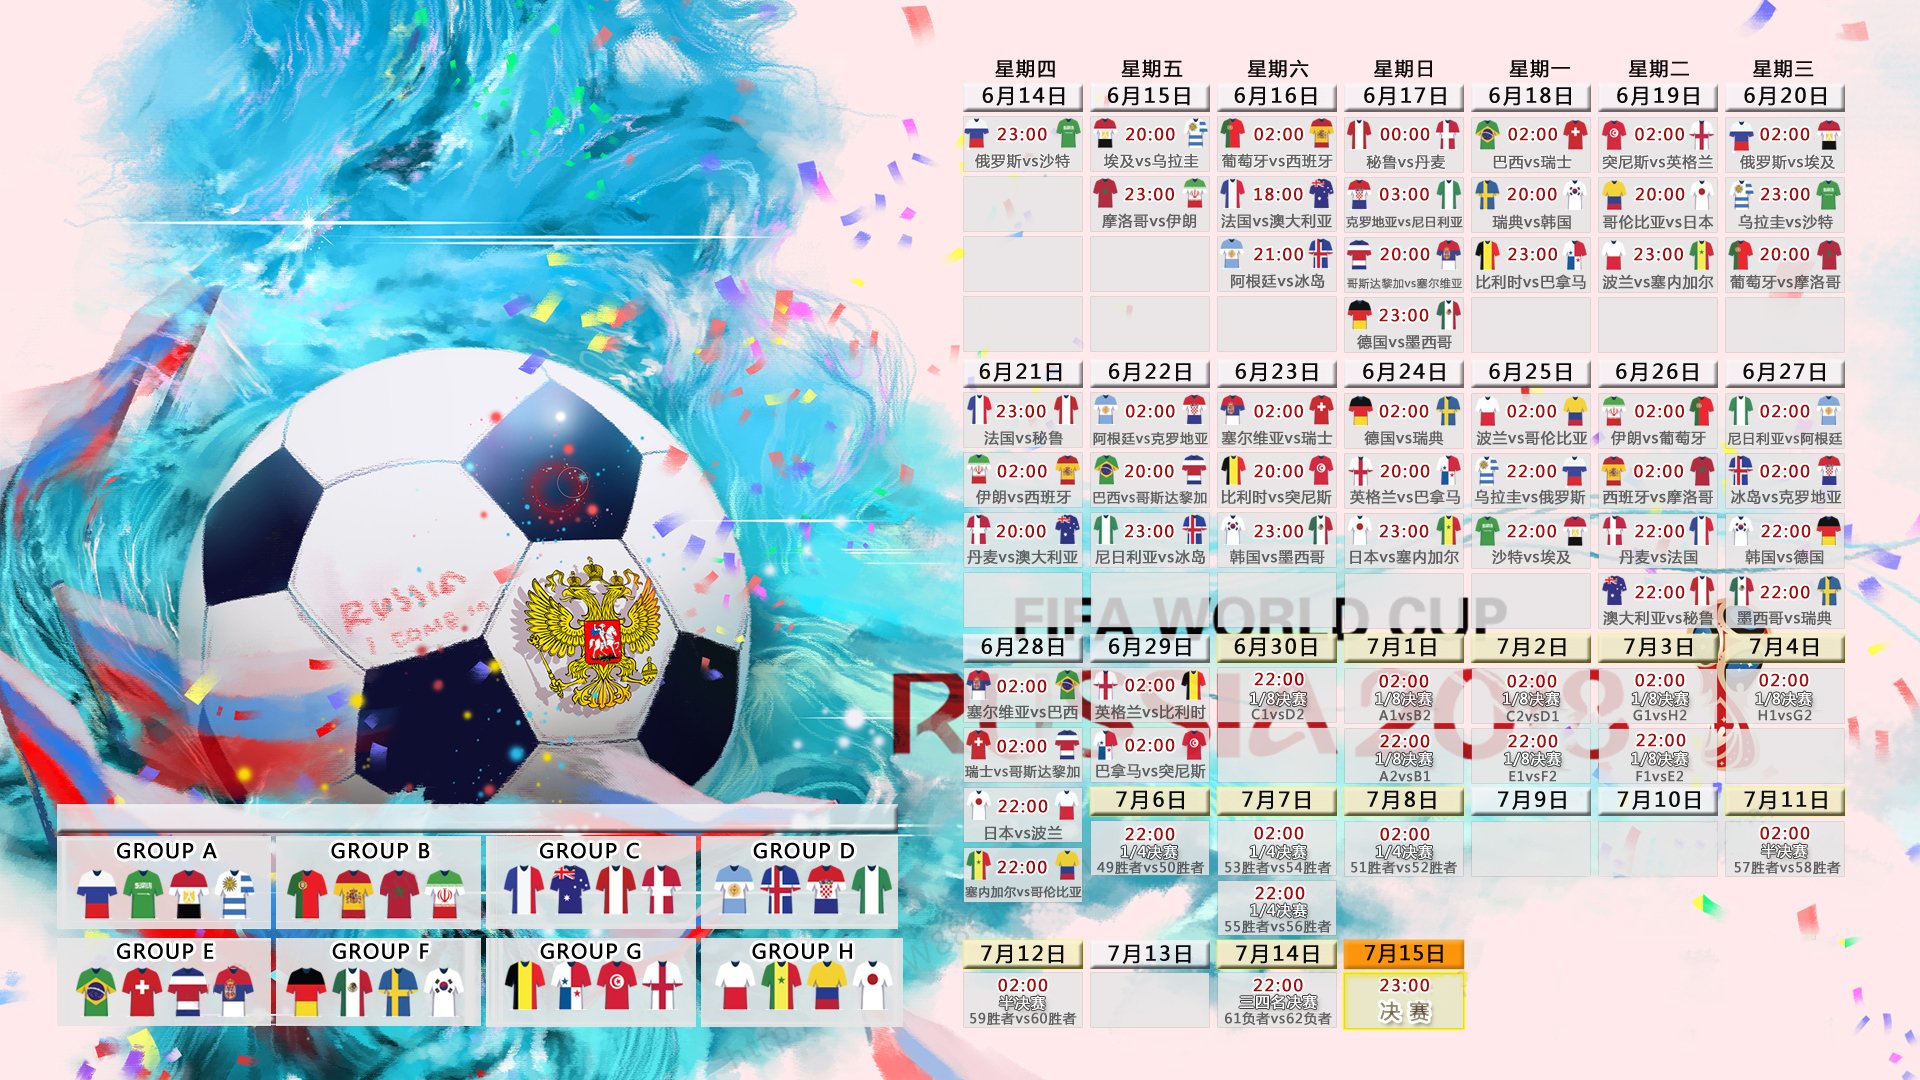 星期四 星期五 星期六 星期日 星期一 星期二 星期三
6月14日 6月15日 6月16日 6月17日 6月18日 6月19日 6月20日
23:00 20:00 02:00 00:00 02:00 02:00 02:00
俄罗斯vs沙特 埃及vs乌拉圭 葡萄牙vs西班牙 秘鲁vs丹麦 巴西vs瑞士 突尼斯vs英格兰 俄罗斯vs埃及
23:00 18:00 03:00 20:00 20:00 23:00
摩洛哥vs伊朗 法国vs澳大利亚 克罗地亚vs尼日利亚 瑞典vs韩国 哥伦比亚vs日本 乌拉圭vs沙特
21:00 20:00 23:00 23:00 20:00
阿根廷vs冰岛 哥斯达黎加vs塞尔维亚 比利时vs巴拿马 波兰vs塞内加尔 葡萄牙vs摩洛哥
23:00
德国vs墨西哥
6月21日 6月22日 6月23日 6月24日 6月25日 6月26日 6月27日
23:00 02:00 02:00 02:00 02:00 02:00 02:00
法国vs秘鲁 阿根廷vs克罗地亚 塞尔维亚vs瑞士 德国vs瑞典 波兰vs哥伦比亚 伊朗vs葡萄牙 尼日利亚vs阿根廷
02:00 20:00 20:00 20:00 22:00 02:00 02:00
伊朗vs西班牙 巴西vs哥斯达黎加 比利时vs突尼斯 英格兰vs巴拿马 乌拉圭vs俄罗斯 西班牙vs摩洛哥 冰岛vs克罗地亚
20:00 23:00 23:00 23:00 22:00 22:00 22:00
丹麦vs澳大利亚 尼日利亚vs冰岛 韩国vs墨西哥 日本vs塞内加尔 沙特vs埃及 丹麦vs法国 韩国vs德国
22:00 22:00
澳大利亚vs秘鲁 墨西哥vs瑞典
FIFA WORLD CUP
RUSSIA2018
6月28日 6月29日 6月30日 7月1日 7月2日 7月3日 7月4日
02:00 02:00 22:00 02:00 02:00 02:00 02:00
1/8决赛 1/8决赛 1/8决赛 1/8决赛 1/8决赛
塞尔维亚vs巴西 英格兰vs比利时 C1vsD2 A1vsB2 C2vsD1 G1vsH2 H1vsG2
02:00 02:00 22:00 22:00 22:00
1/8决赛 1/8决赛 1/8决赛
瑞士vs哥斯达黎加 巴拿马vs突尼斯 A2vsB1 E1vsF2 F1vsE2
22:00
日本vs波兰
22:00
塞内加尔vs哥伦比亚
7月6日 7月7日 7月8日 7月9日 7月10日 7月11日
22:00 02:00 02:00 02:00
1/4决赛 1/4决赛 1/4决赛 半决赛
49胜者vs50胜者 53胜者vs54胜者 51胜者vs52胜者 57胜者vs58胜者
22:00
1/4决赛
55胜者vs56胜者
7月12日 7月13日 7月14日 7月15日
02:00 22:00 23:00
半决赛 三四名决赛 决赛
59胜者vs60胜者 61负者vs62负者
RUSSIA
I COME IN
GROUP A GROUP B GROUP C GROUP D
GROUP E GROUP F GROUP G GROUP H